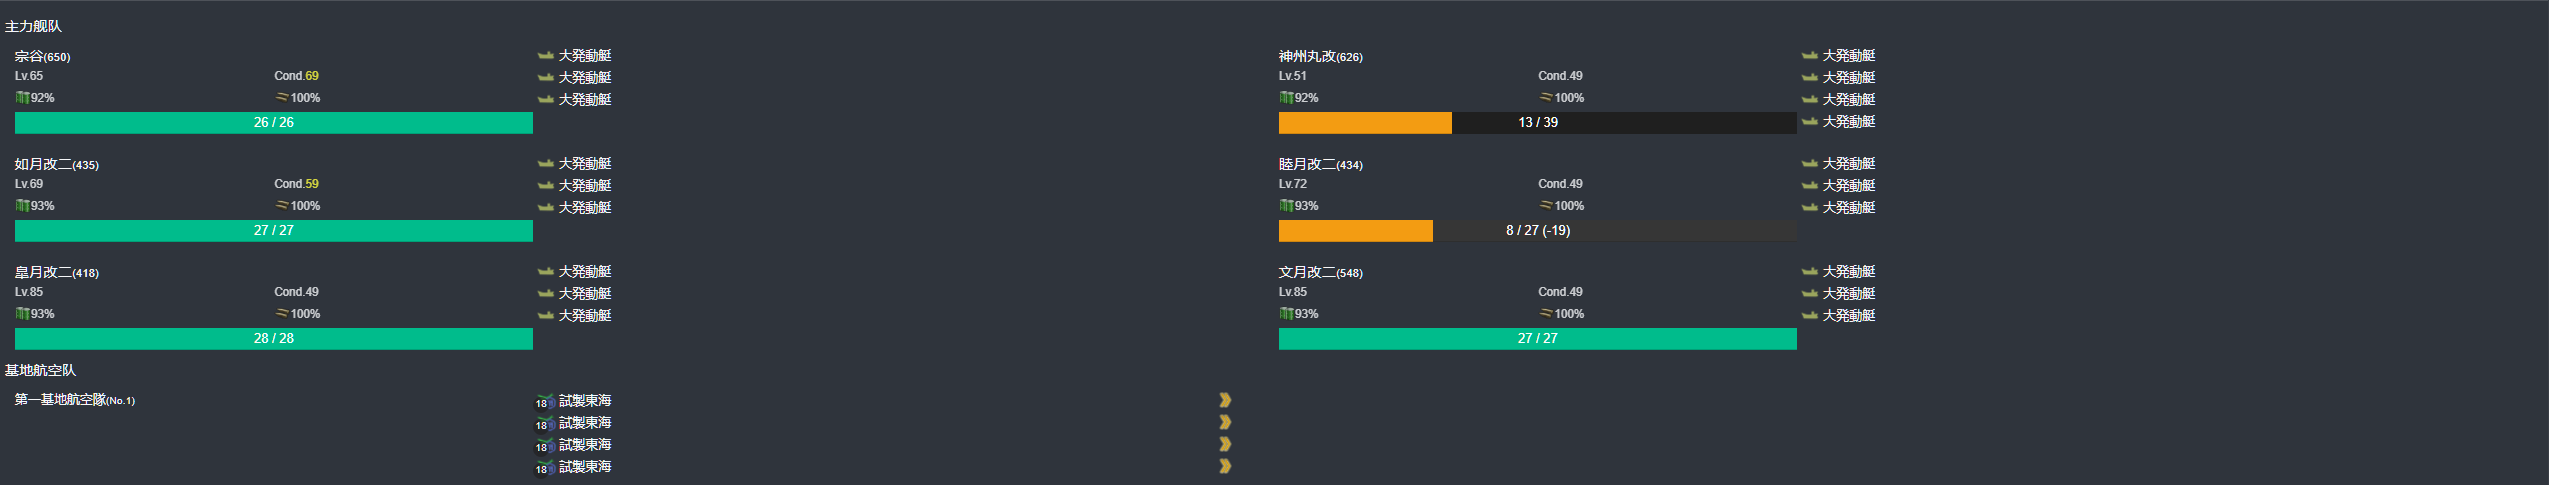 主力舰队
宗谷(650)
Lv.65 Cond.69
92% 100%
26 / 26
大発動艇
大発動艇
大発動艇
神州丸改(626)
Lv.51 Cond.49
92% 100%
13 / 39
大発動艇
大発動艇
大発動艇
大発動艇
如月改二(435)
Lv.69 Cond.59
93% 100%
27 / 27
大発動艇
大発動艇
大発動艇
睦月改二(434)
Lv.72 Cond.49
93% 100%
8 / 27 (-19)
大発動艇
大発動艇
大発動艇
皐月改二(418)
Lv.85 Cond.49
93% 100%
28 / 28
大発動艇
大発動艇
大発動艇
文月改二(548)
Lv.85 Cond.49
93% 100%
27 / 27
大発動艇
大発動艇
大発動艇
基地航空队
第一基地航空隊(No.1)
18 試製東海
18 試製東海
18 試製東海
18 試製東海